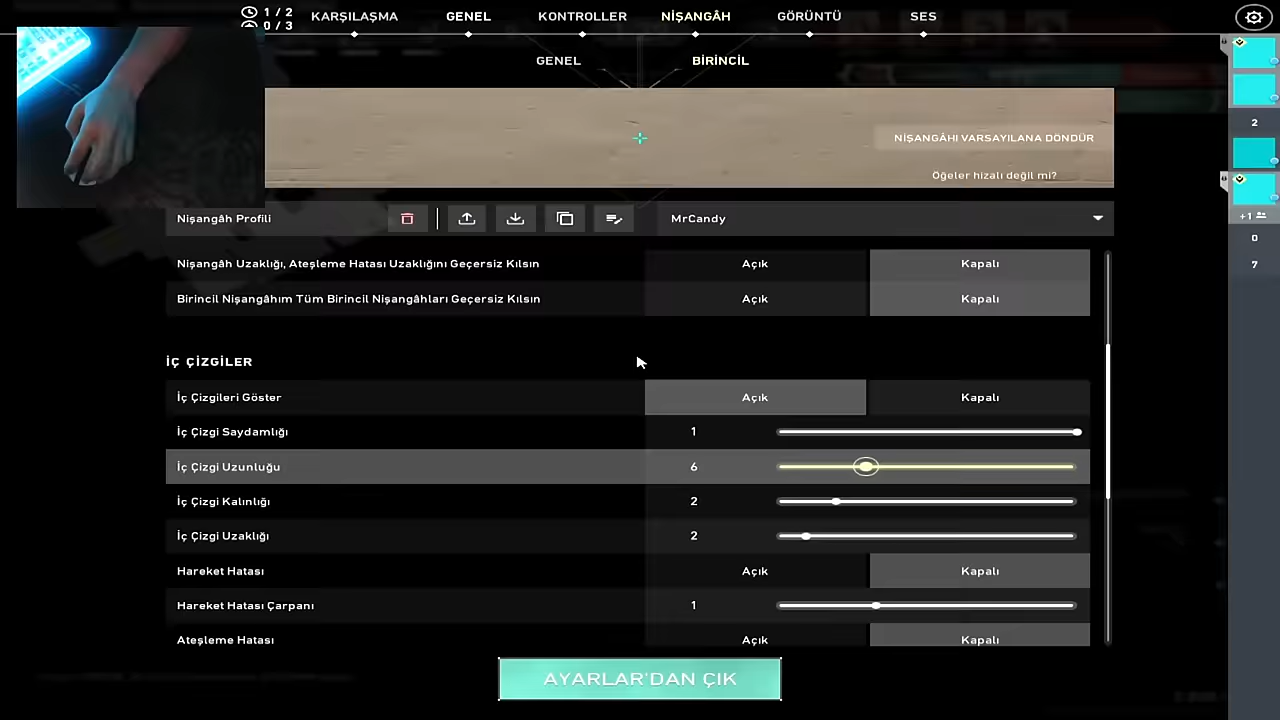 1 / 2
0 / 3
KARŞILAŞMA GENEL KONTROLLER NİŞANGÂH GÖRÜNTÜ SES
GENEL BİRİNCİL
NİŞANGÂHI VARSAYILANA DÖNDÜR
Öğeler hizalı değil mi?
Nişangâh Profili MrCandy
Nişangâh Uzaklığı, Ateşleme Hatası Uzaklığını Geçersiz Kılsın Açık Kapalı
Birincil Nişangâhım Tüm Birincil Nişangâhları Geçersiz Kılsın Açık Kapalı
İÇ ÇİZGİLER
İç Çizgileri Göster Açık Kapalı
İç Çizgi Saydamlığı 1
İç Çizgi Uzunluğu 6
İç Çizgi Kalınlığı 2
İç Çizgi Uzaklığı 2
Hareket Hatası Açık Kapalı
Hareket Hatası Çarpanı 1
Ateşleme Hatası Açık Kapalı
AYARLAR'DAN ÇIK
2
+1
0
7